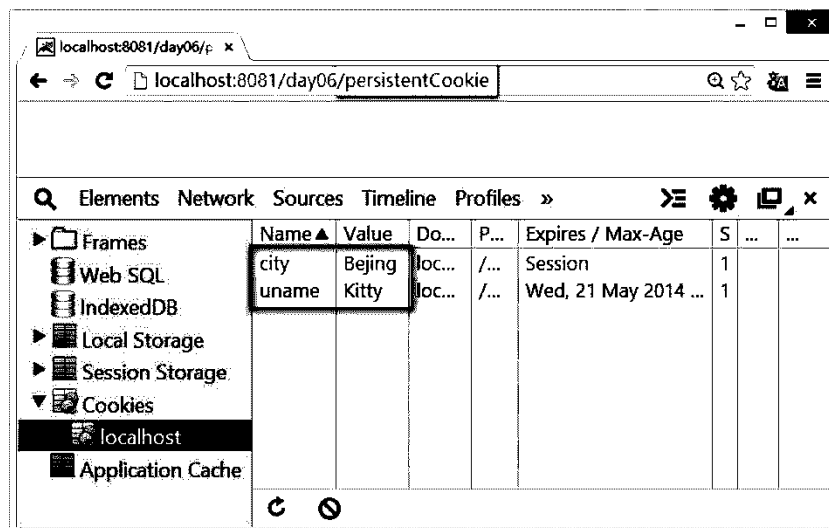 localhost:8081/day06/p ×
localhost:8081/day06/persistentCookie
Elements Network Sources Timeline Profiles »
Frames
Web SQL
IndexedDB
Local Storage
Session Storage
Cookies
localhost
Application Cache
Name ▲ Value Do... P... Expires / Max-Age S ... ...
city Bejing loc... /... Session 1
uname Kitty loc... /... Wed, 21 May 2014 ... 1